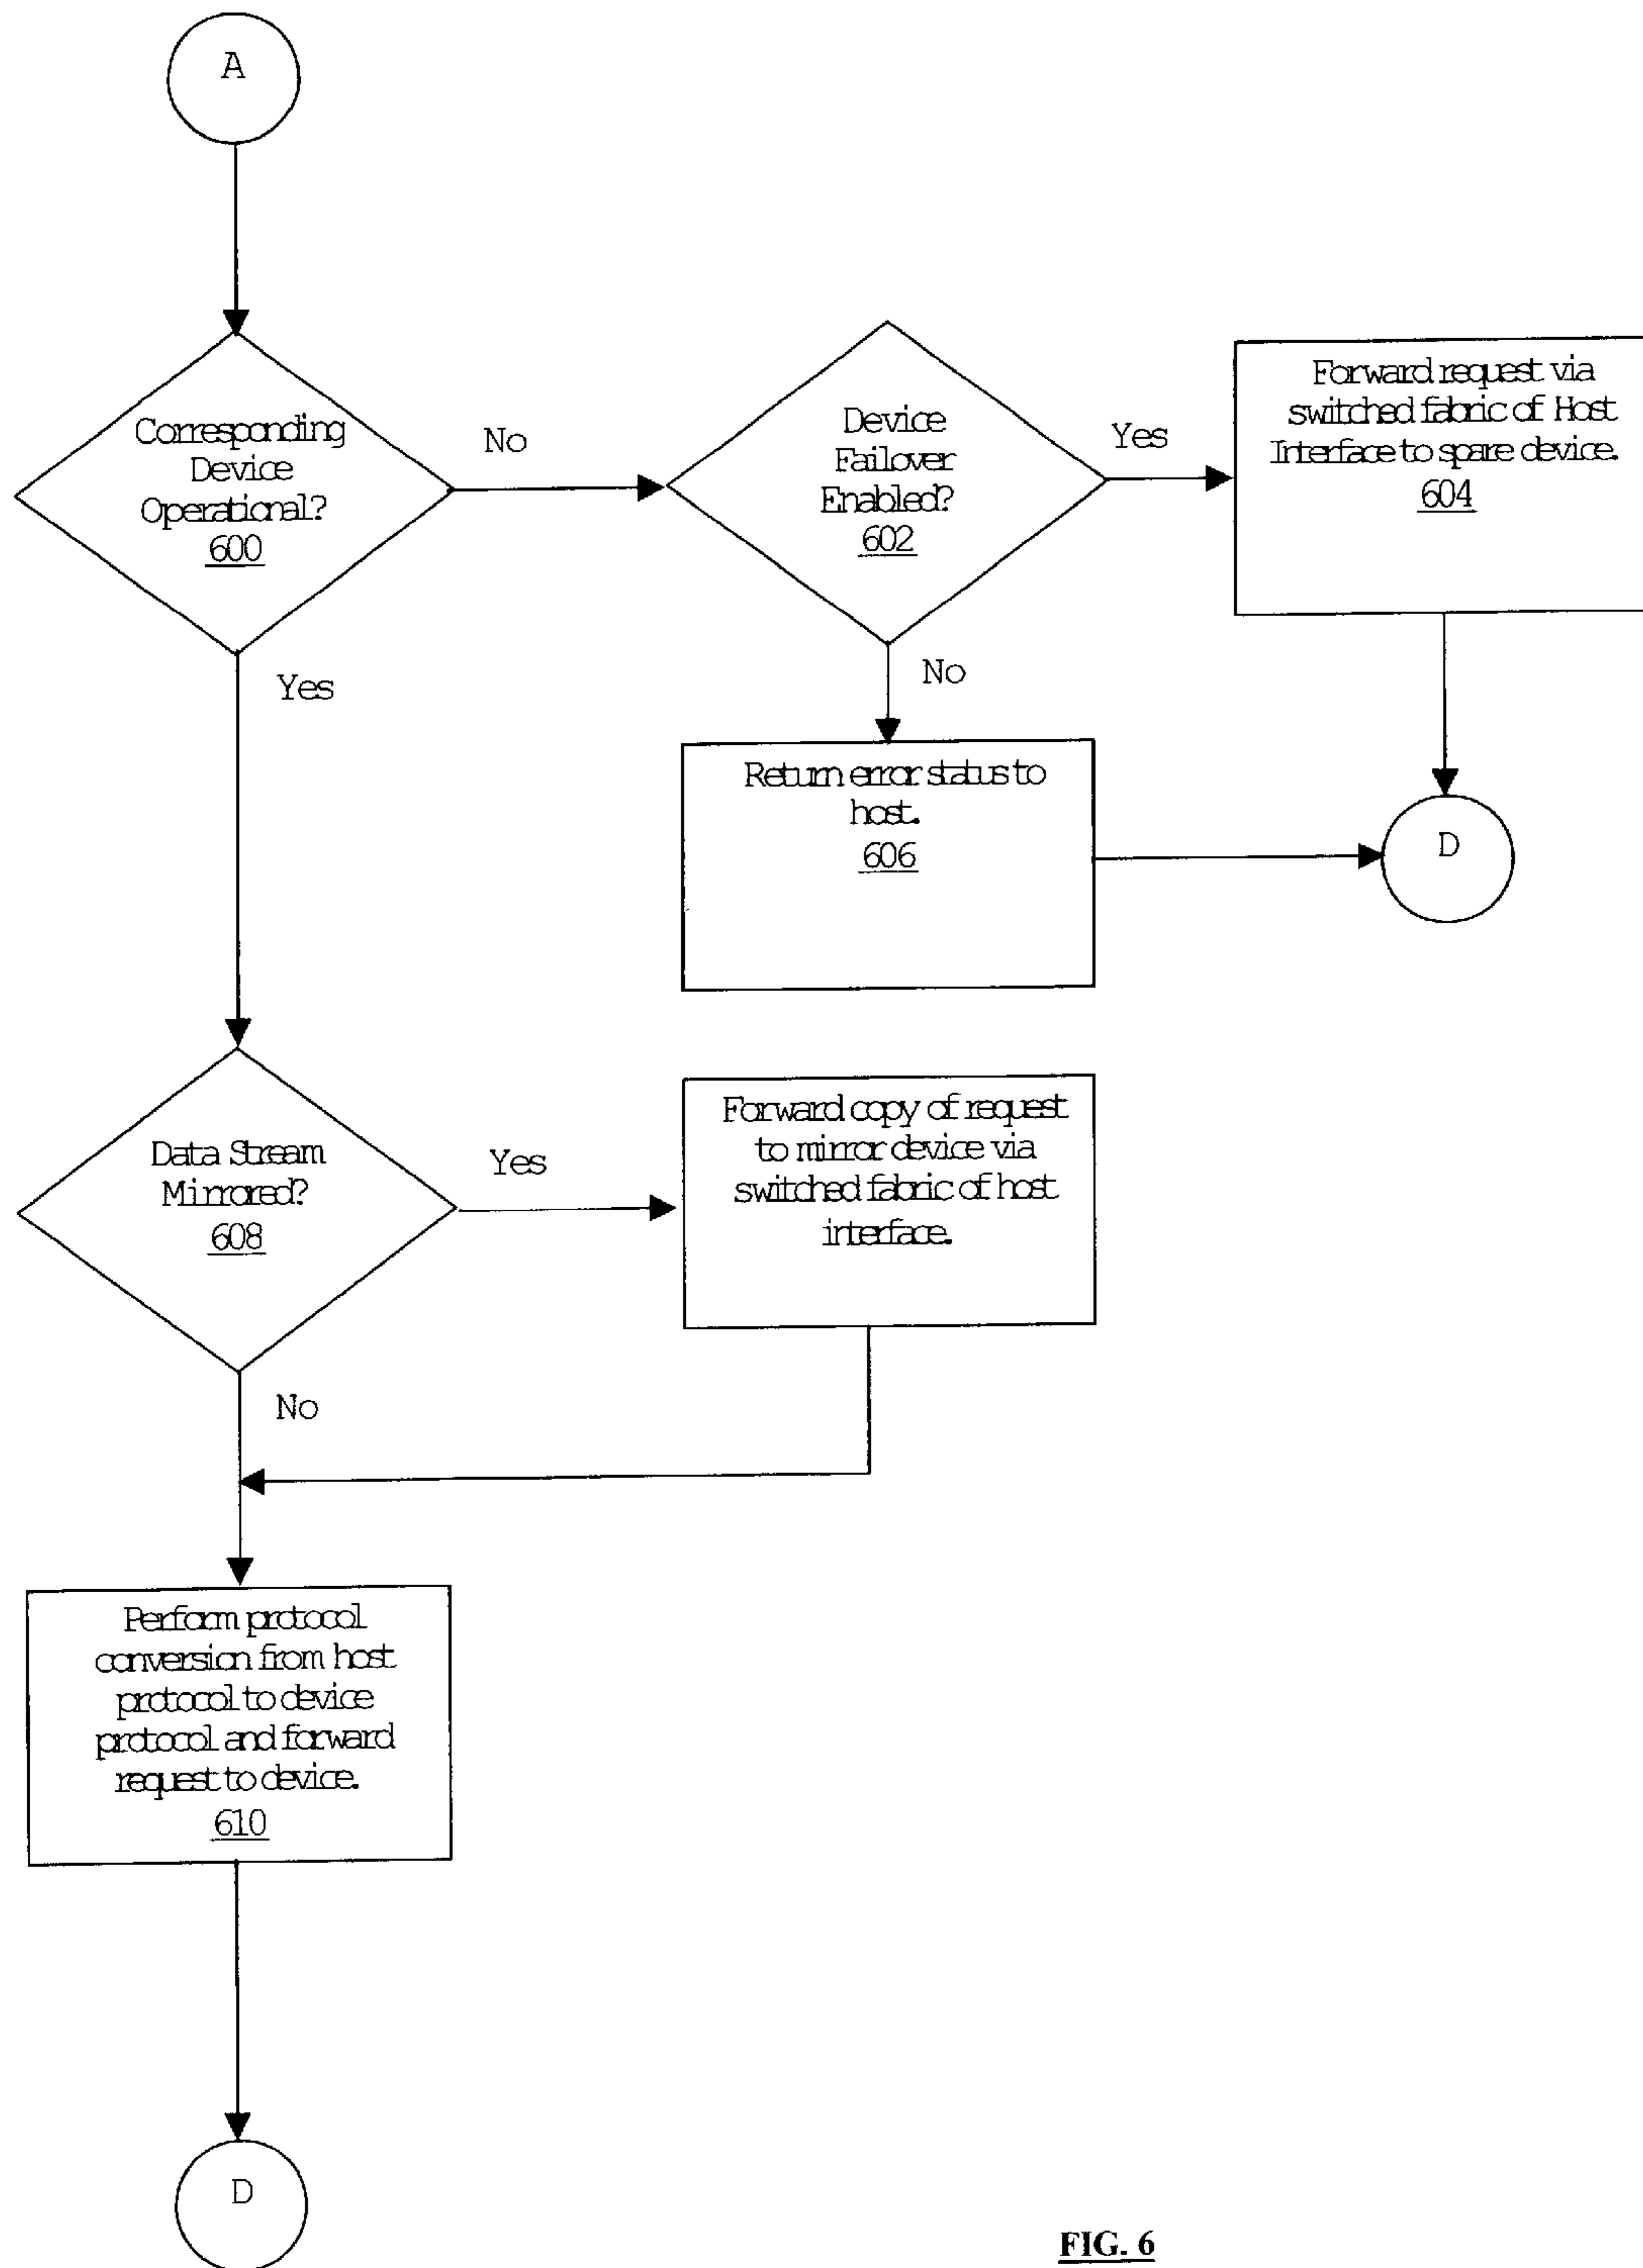 A
Corresponding
Device
Operational?
600
No
Device
Failover
Enabled?
602
Yes
Forward request via
switched fabric of Host
Interface to spare device.
604
Yes
No
Return error status to
host.
606
D
Data Stream
Mirrored?
608
Yes
Forward copy of request
to mirror device via
switched fabric of host
interface.
No
Perform protocol
conversion from host
protocol to device
protocol and forward
request to device.
610
D
FIG. 6